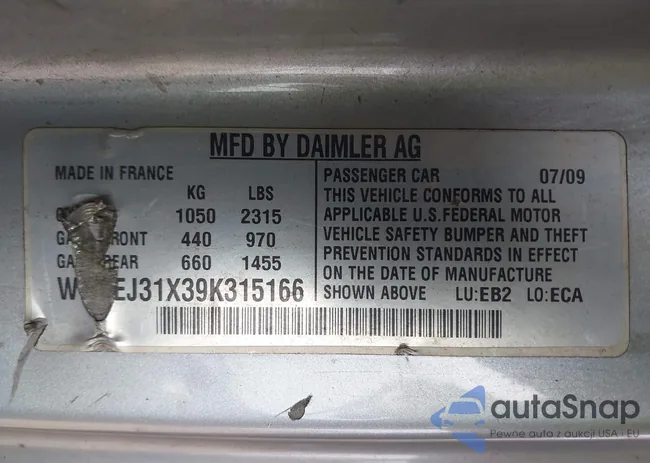 MFD BY DAIMLER AG
MADE IN FRANCE
KG LBS
1050 2315
FRONT 440 970
REAR 660 1455
EJ31X39K315166
PASSENGER CAR 07/09
THIS VEHICLE CONFORMS TO ALL
APPLICABLE U.S. FEDERAL MOTOR
VEHICLE SAFETY BUMPER AND THEFT
PREVENTION STANDARDS IN EFFECT
ON THE DATE OF MANUFACTURE
SHOWN ABOVE LU:EB2 LO:ECA
autaSnap
Pewne auta z aukcji USA i EU